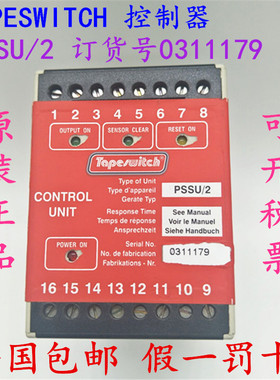 APESWITCH 控制器
PSSU/2 订货号0311179
1 2 3 4 5 6 7 8
OUTPUT ON
SENSOR CLEAR
RESET ON
Tapeswitch
CONTROL
UNIT
Type of Unit
Type d'appareil
Geräte Typ
PSSU/2
Response Time
Temps de réponse
Ansprechzeit
See Manual
Voir le Manuel
Siehe Handbuch
Serial No.
No. de fabrication
Fabrikations - Nr.
0311179
POWER ON
16 15 14 13 12 11 10 9
原装正品
可开税票
全国包邮 假一罚十